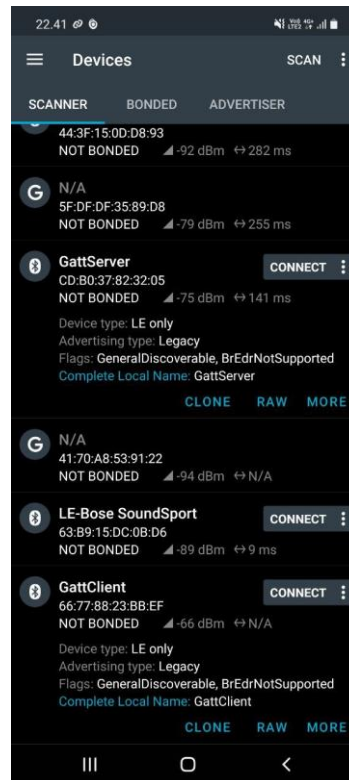 22.41
Vo)) 4G+
LTE2
Devices
SCAN
SCANNER BONDED ADVERTISER
44:3F:15:0D:D8:93
NOT BONDED -92 dBm ↔ 282 ms
G N/A
5F:DF:DF:35:89:D8
NOT BONDED -79 dBm ↔ 255 ms
GattServer
CONNECT
CD:B0:37:82:32:05
NOT BONDED -75 dBm ↔ 141 ms
Device type: LE only
Advertising type: Legacy
Flags: GeneralDiscoverable, BrEdrNotSupported
Complete Local Name: GattServer
CLONE RAW MORE
G N/A
41:70:A8:53:91:22
NOT BONDED -94 dBm ↔ N/A
LE-Bose SoundSport
CONNECT
63:B9:15:DC:0B:D6
NOT BONDED -89 dBm ↔ 9 ms
GattClient
CONNECT
66:77:88:23:BB:EF
NOT BONDED -66 dBm ↔ N/A
Device type: LE only
Advertising type: Legacy
Flags: GeneralDiscoverable, BrEdrNotSupported
Complete Local Name: GattClient
CLONE RAW MORE